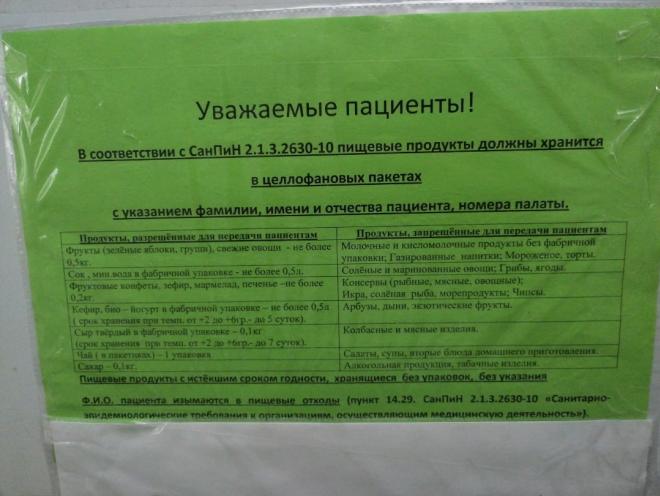 Уважаемые пациенты!
В соответствии с СанПиН 2.1.3.2630-10 пищевые продукты должны хранится
в целлофановых пакетах
с указанием фамилии, имени и отчества пациента, номера палаты.
Продукты, разрешённые для передачи пациентам
Фрукты (зелёные яблоки, груши), свежие овощи - не более
0,5кг.
Сок , мин.вода в фабричной упаковке - не более 0,5л.
Фруктовые конфеты, зефир, мармелад, печенье –не более
0,2кг.
Кефир, био – йогурт в фабричной упаковке – не более 0,5л
( срок хранения при темп. от +2 до +6гр.- до 5 суток).
Сыр твёрдый в фабричной упаковке – 0,1кг
(срок хранения при темп. от +2 до +6гр.- до 7 суток).
Чай ( в пакетиках) – 1 упаковка
Сахар – 0,1кг.
Продукты, запрещённые для передачи пациентам
Молочные и кисломолочные продукты без фабричной
упаковки; Газированные напитки; Мороженое, торты.
Солёные и маринованные овощи; Грибы, ягоды.
Консервы (рыбные, мясные, овощные);
Икра, солёная рыба, морепродукты; Чипсы.
Арбузы, дыни, экзотические фрукты.
Колбасные и мясные изделия.
Салаты, супы, вторые блюда домашнего приготовления.
Алкогольная продукция, табачные изделия.
Пищевые продукты с истёкшим сроком годности, хранящиеся без упаковок, без указания
Ф.И.О. пациента изымаются в пищевые отходы (пункт 14.29. СанПиН 2.1.3.2630-10 «Санитарно-
эпидемиологические требования к организациям, осуществляющим медицинскую деятельность»).